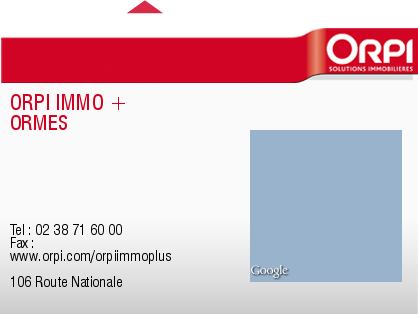 ORPI
SOLUTIONS IMMOBILIÈRES
ORPI IMMO +
ORMES
Tel : 02 38 71 60 00
Fax :
www.orpi.com/orpiimmoplus
106 Route Nationale
Google